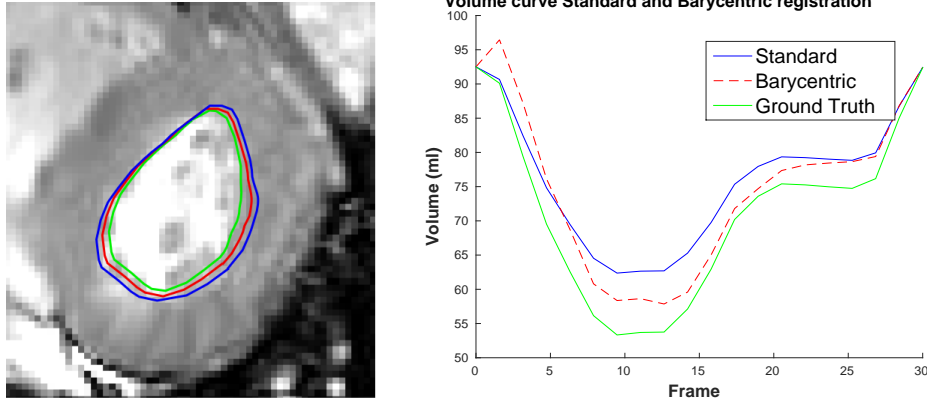 Volume curve Standard and Barycentric registration
100
95
90
85
80
75
70
65
60
55
50
Volume (ml)
Standard
Barycentric
Ground Truth
0 5 10 15 20 25 30
Frame